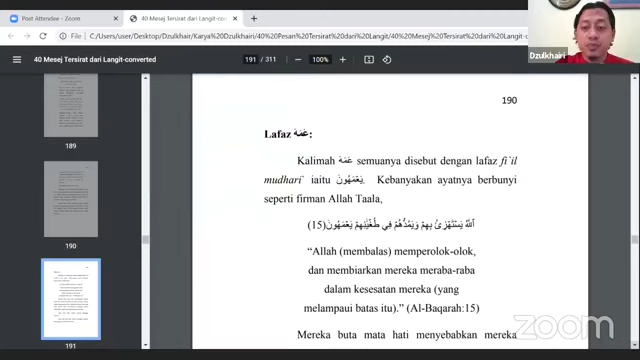 Post Attendee - Zoom
40 Mesej Tersirat dari Langit-con
C:/Users/user/Desktop/Dzulkhair/Karya%20Dzulkhairi/40%20Pesan%20Tersirat%20dari%20Langit/40%20Mesej%20Tersirat%20dari%20Langit-conv
40 Mesej Tersirat dari Langit-converted
191 / 311
100%
Dzulkhairi
189
190
191
190
Lafaz عَمَهَ:
Kalimah عَمَهَ semuanya disebut dengan lafaz fi`il
mudhari` iaitu يَعْمَهُونَ. Kebanyakan ayatnya berbunyi
seperti firman Allah Taala,
ٱللَّهُ يَسْتَهْزِئُ بِهِمْ وَيَمُدُّهُمْ فِي طُغْيَٰنِهِمْ يَعْمَهُونَ(15)
“Allah (membalas) memperolok-olok,
dan membiarkan mereka meraba-raba
dalam kesesatan mereka (yang
melampaui batas itu).” (Al-Baqarah:15)
Mereka buta mata hati menyebabkan mereka
zoom